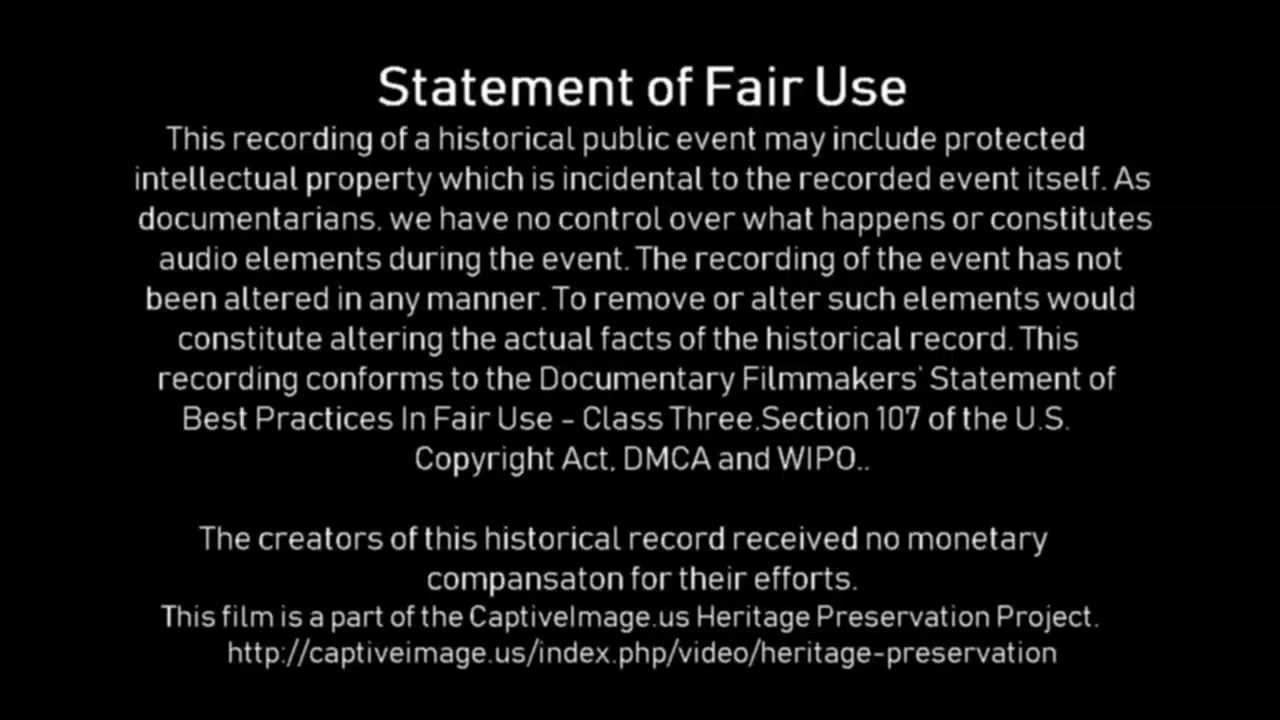 Statement of Fair Use
This recording of a historical public event may include protected
intellectual property which is incidental to the recorded event itself. As
documentarians, we have no control over what happens or constitutes
audio elements during the event. The recording of the event has not
been altered in any manner. To remove or alter such elements would
constitute altering the actual facts of the historical record. This
recording conforms to the Documentary Filmmakers' Statement of
Best Practices In Fair Use - Class Three,Section 107 of the U.S.
Copyright Act, DMCA and WIPO..
The creators of this historical record received no monetary
compansaton for their efforts.
This film is a part of the CaptiveImage.us Heritage Preservation Project.
http://captiveimage.us/index.php/video/heritage-preservation